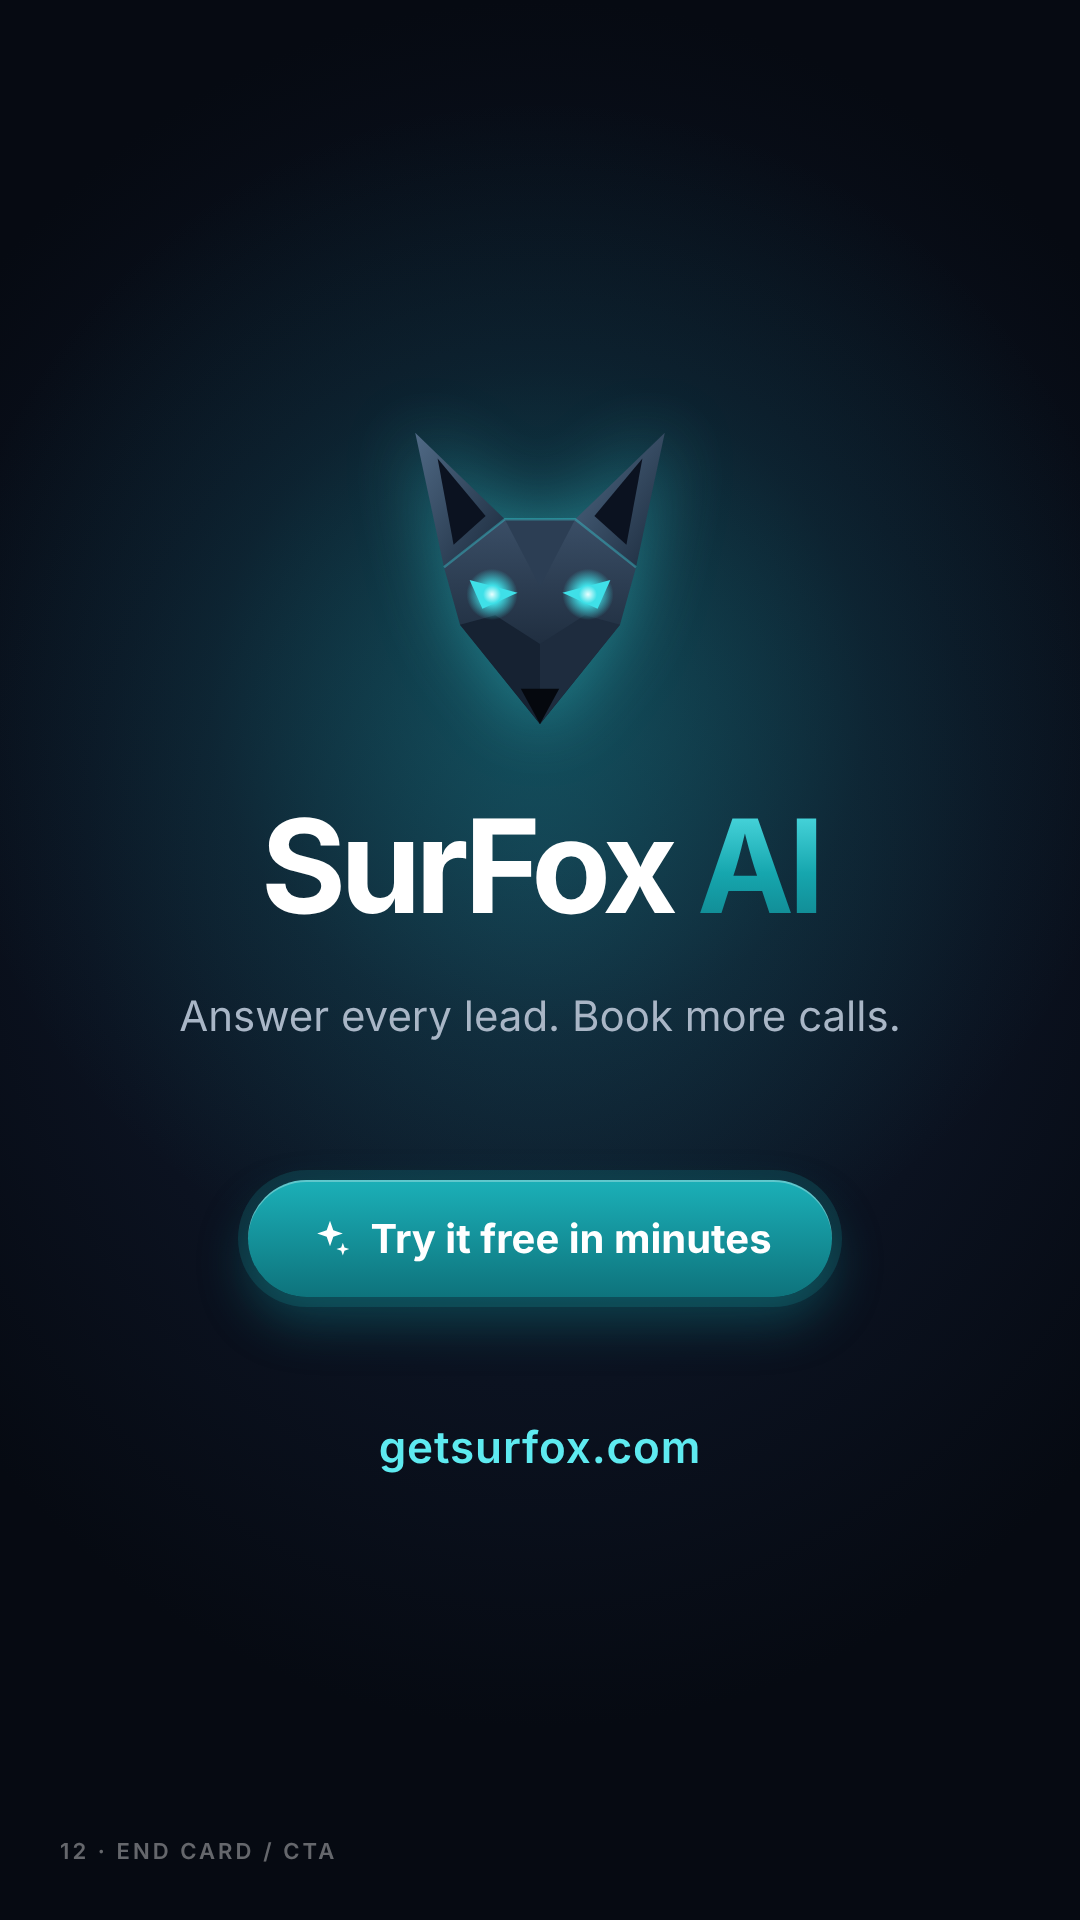 SurFox AI
Answer every lead. Book more calls.
Try it free in minutes
getsurfox.com
12 · END CARD / CTA